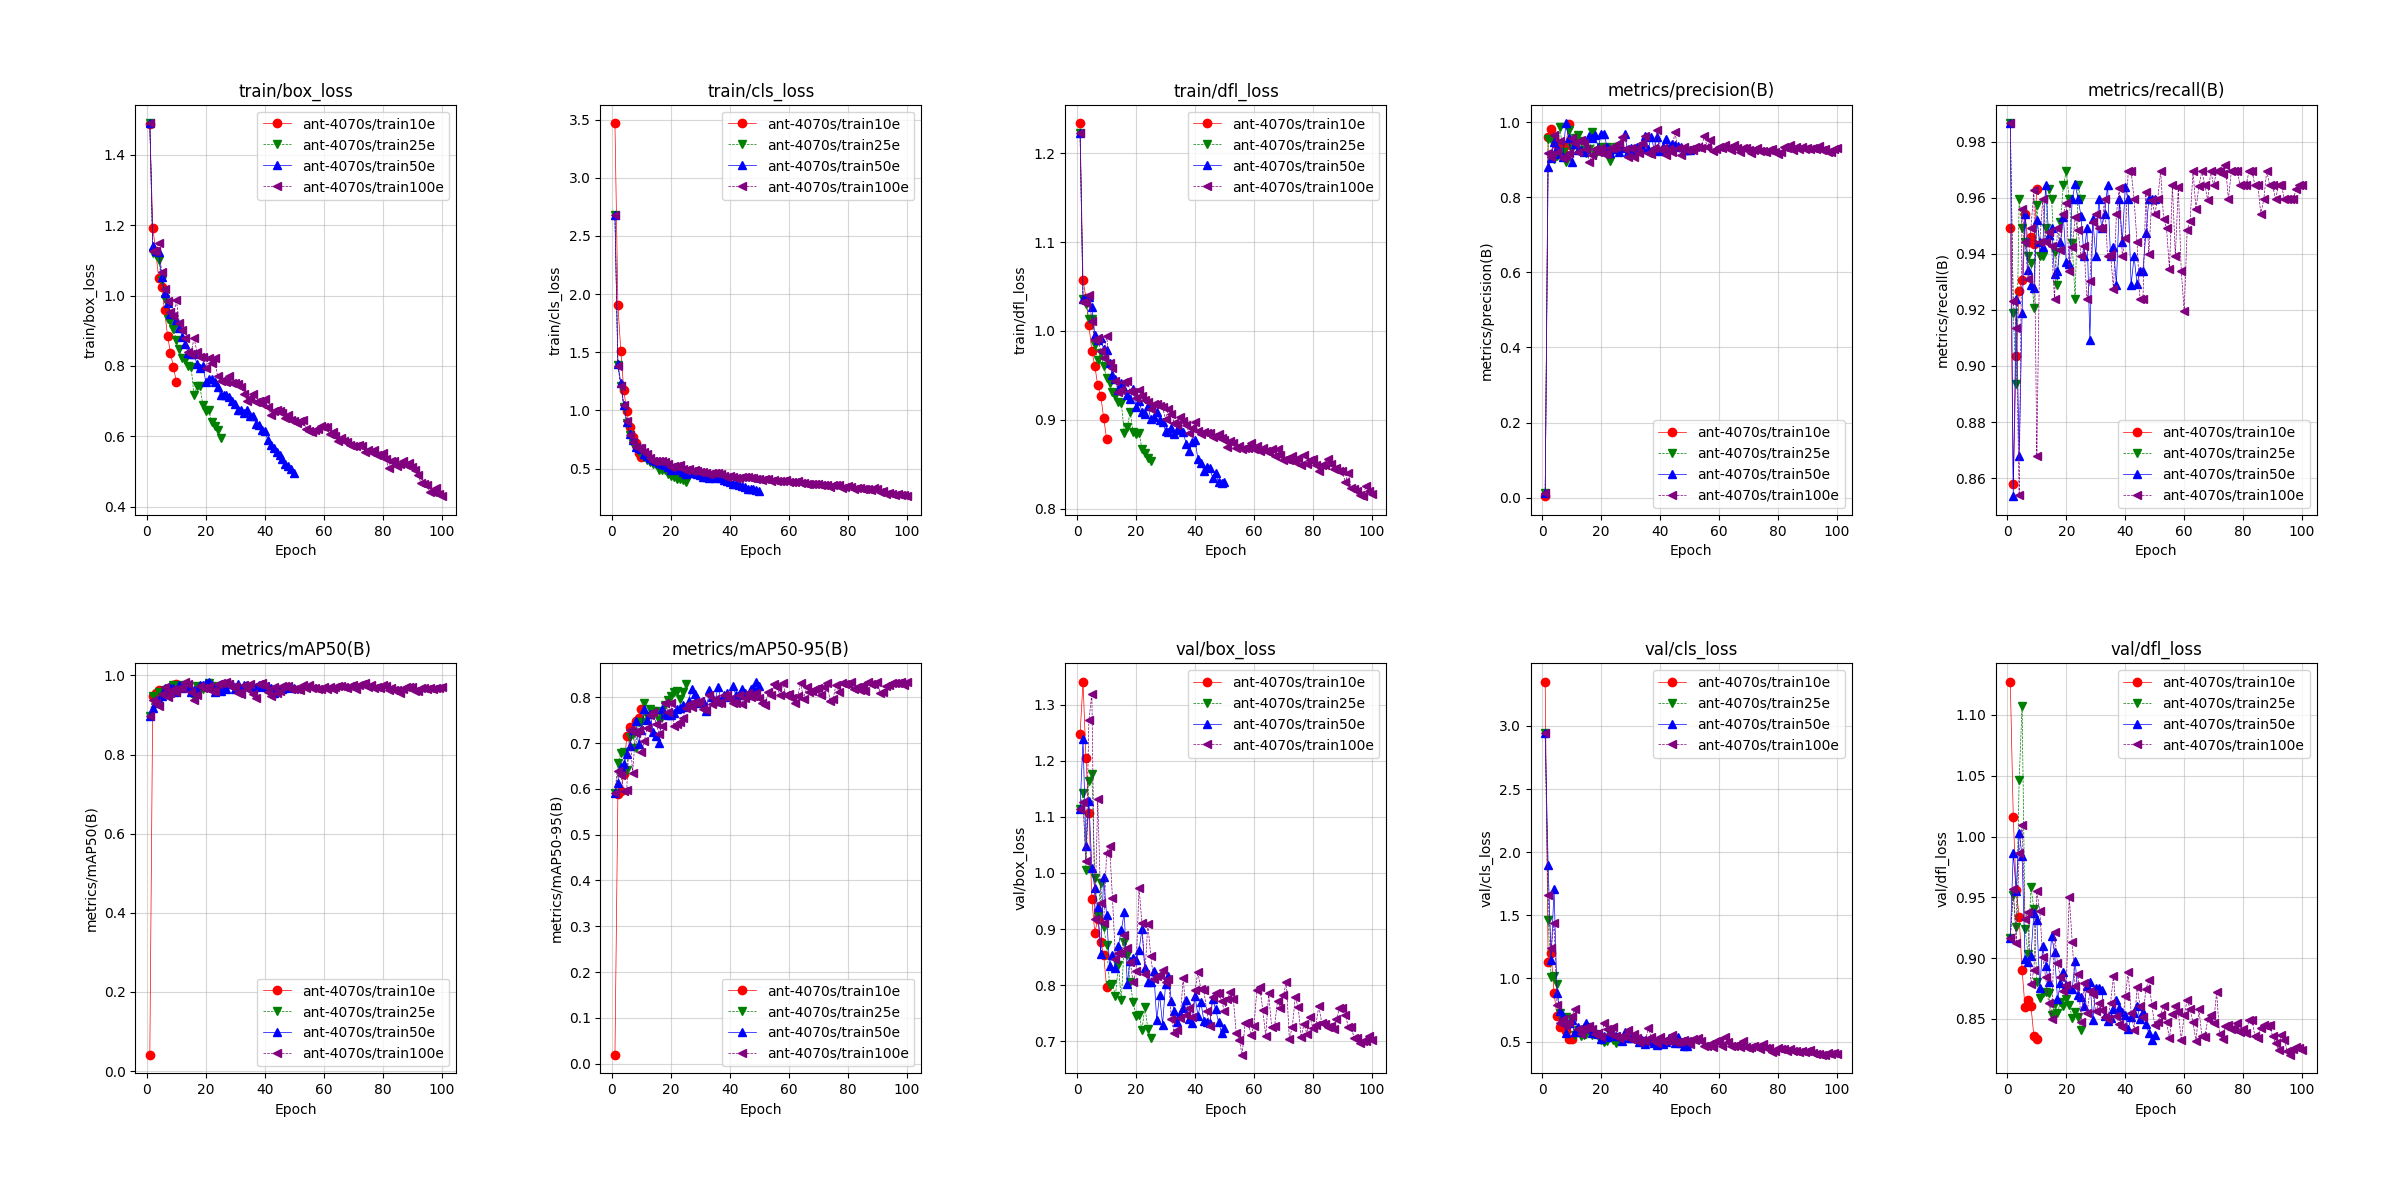 train/box_loss
train/box_loss
1.4
1.2
1.0
0.8
0.6
0.4
0 20 40 60 80 100
Epoch
ant-4070s/train10e
ant-4070s/train25e
ant-4070s/train50e
ant-4070s/train100e
train/cls_loss
train/cls_loss
3.5
3.0
2.5
2.0
1.5
1.0
0.5
0 20 40 60 80 100
Epoch
ant-4070s/train10e
ant-4070s/train25e
ant-4070s/train50e
ant-4070s/train100e
train/dfl_loss
train/dfl_loss
1.2
1.1
1.0
0.9
0.8
0 20 40 60 80 100
Epoch
ant-4070s/train10e
ant-4070s/train25e
ant-4070s/train50e
ant-4070s/train100e
metrics/precision(B)
metrics/precision(B)
1.0
0.8
0.6
0.4
0.2
0.0
0 20 40 60 80 100
Epoch
ant-4070s/train10e
ant-4070s/train25e
ant-4070s/train50e
ant-4070s/train100e
metrics/recall(B)
metrics/recall(B)
0.98
0.96
0.94
0.92
0.90
0.88
0.86
0 20 40 60 80 100
Epoch
ant-4070s/train10e
ant-4070s/train25e
ant-4070s/train50e
ant-4070s/train100e
metrics/mAP50(B)
metrics/mAP50(B)
1.0
0.8
0.6
0.4
0.2
0.0
0 20 40 60 80 100
Epoch
ant-4070s/train10e
ant-4070s/train25e
ant-4070s/train50e
ant-4070s/train100e
metrics/mAP50-95(B)
metrics/mAP50-95(B)
0.8
0.7
0.6
0.5
0.4
0.3
0.2
0.1
0.0
0 20 40 60 80 100
Epoch
ant-4070s/train10e
ant-4070s/train25e
ant-4070s/train50e
ant-4070s/train100e
val/box_loss
val/box_loss
1.3
1.2
1.1
1.0
0.9
0.8
0.7
0 20 40 60 80 100
Epoch
ant-4070s/train10e
ant-4070s/train25e
ant-4070s/train50e
ant-4070s/train100e
val/cls_loss
val/cls_loss
3.0
2.5
2.0
1.5
1.0
0.5
0 20 40 60 80 100
Epoch
ant-4070s/train10e
ant-4070s/train25e
ant-4070s/train50e
ant-4070s/train100e
val/dfl_loss
val/dfl_loss
1.10
1.05
1.00
0.95
0.90
0.85
0 20 40 60 80 100
Epoch
ant-4070s/train10e
ant-4070s/train25e
ant-4070s/train50e
ant-4070s/train100e